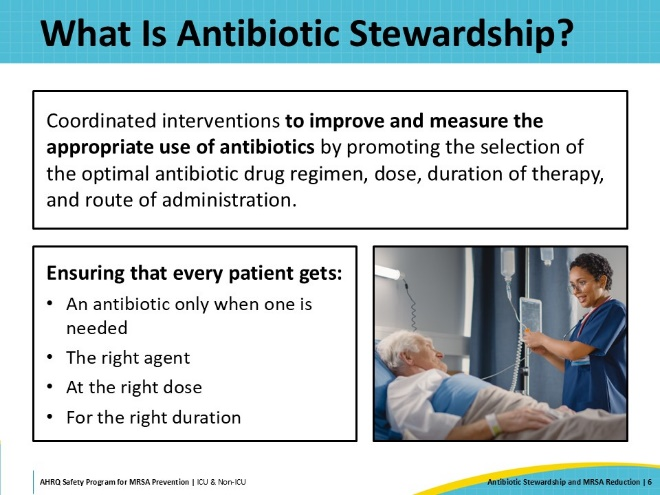 What Is Antibiotic Stewardship?
Coordinated interventions to improve and measure the
appropriate use of antibiotics by promoting the selection of
the optimal antibiotic drug regimen, dose, duration of therapy,
and route of administration.
Ensuring that every patient gets:
• An antibiotic only when one is
needed
• The right agent
• At the right dose
• For the right duration
AHRQ Safety Program for MRSA Prevention | ICU & Non-ICU
Antibiotic Stewardship and MRSA Reduction | 6